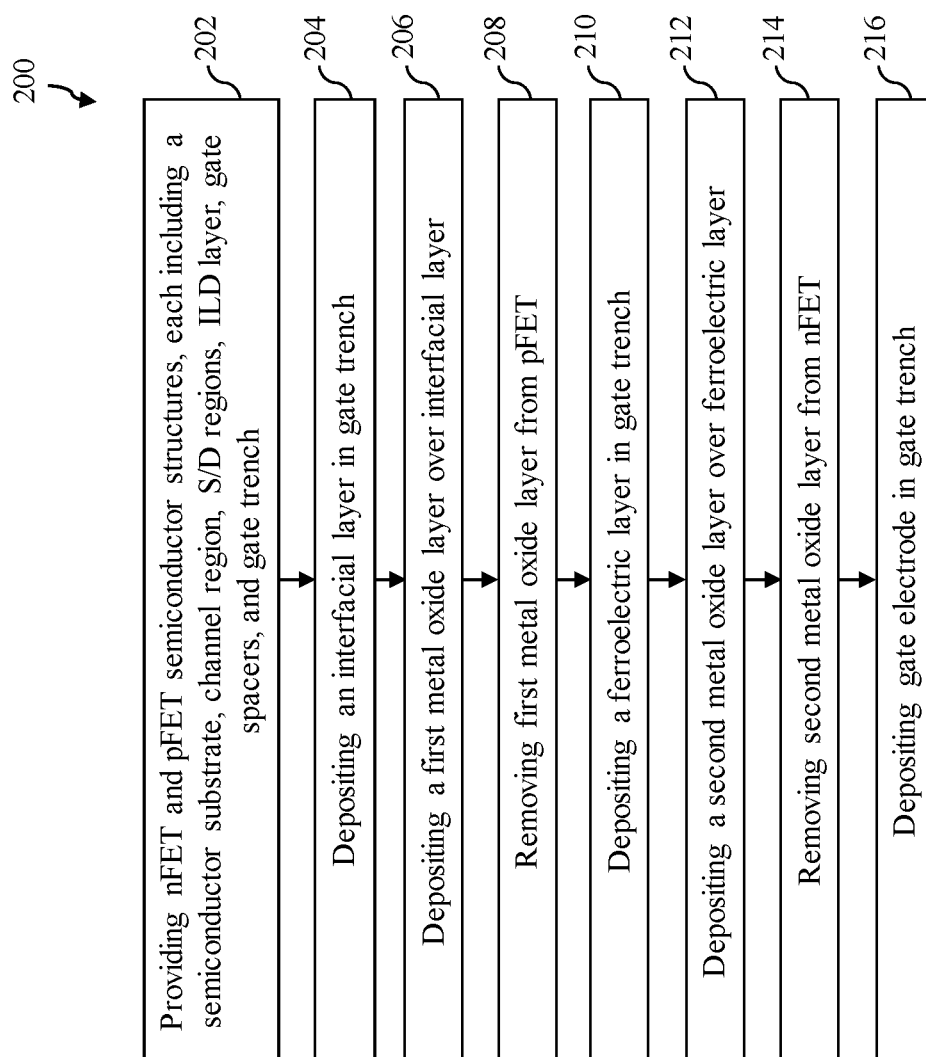 200
202
Providing nFET and pFET semiconductor structures, each including a
semiconductor substrate, channel region, S/D regions, ILD layer, gate
spacers, and gate trench
204
Depositing an interfacial layer in gate trench
206
Depositing a first metal oxide layer over interfacial layer
208
Removing first metal oxide layer from pFET
210
Depositing a ferroelectric layer in gate trench
212
Depositing a second metal oxide layer over ferroelectric layer
214
Removing second metal oxide layer from nFET
216
Depositing gate electrode in gate trench